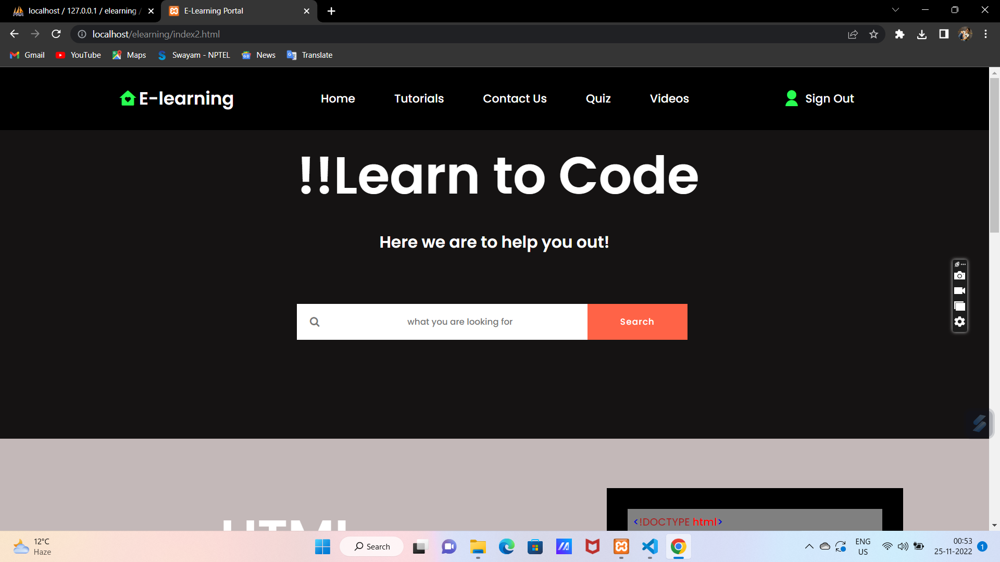 localhost / 127.0.0.1 / elearning /
E-Learning Portal
localhost/elearning/index2.html
Gmail
YouTube
Maps
Swayam - NPTEL
News
Translate
E-learning
Home
Tutorials
Contact Us
Quiz
Videos
Sign Out
!!Learn to Code
Here we are to help you out!
what you are looking for
Search
HTML
<!DOCTYPE html>
12°C
Haze
Search
ENG
US
00:53
25-11-2022
1